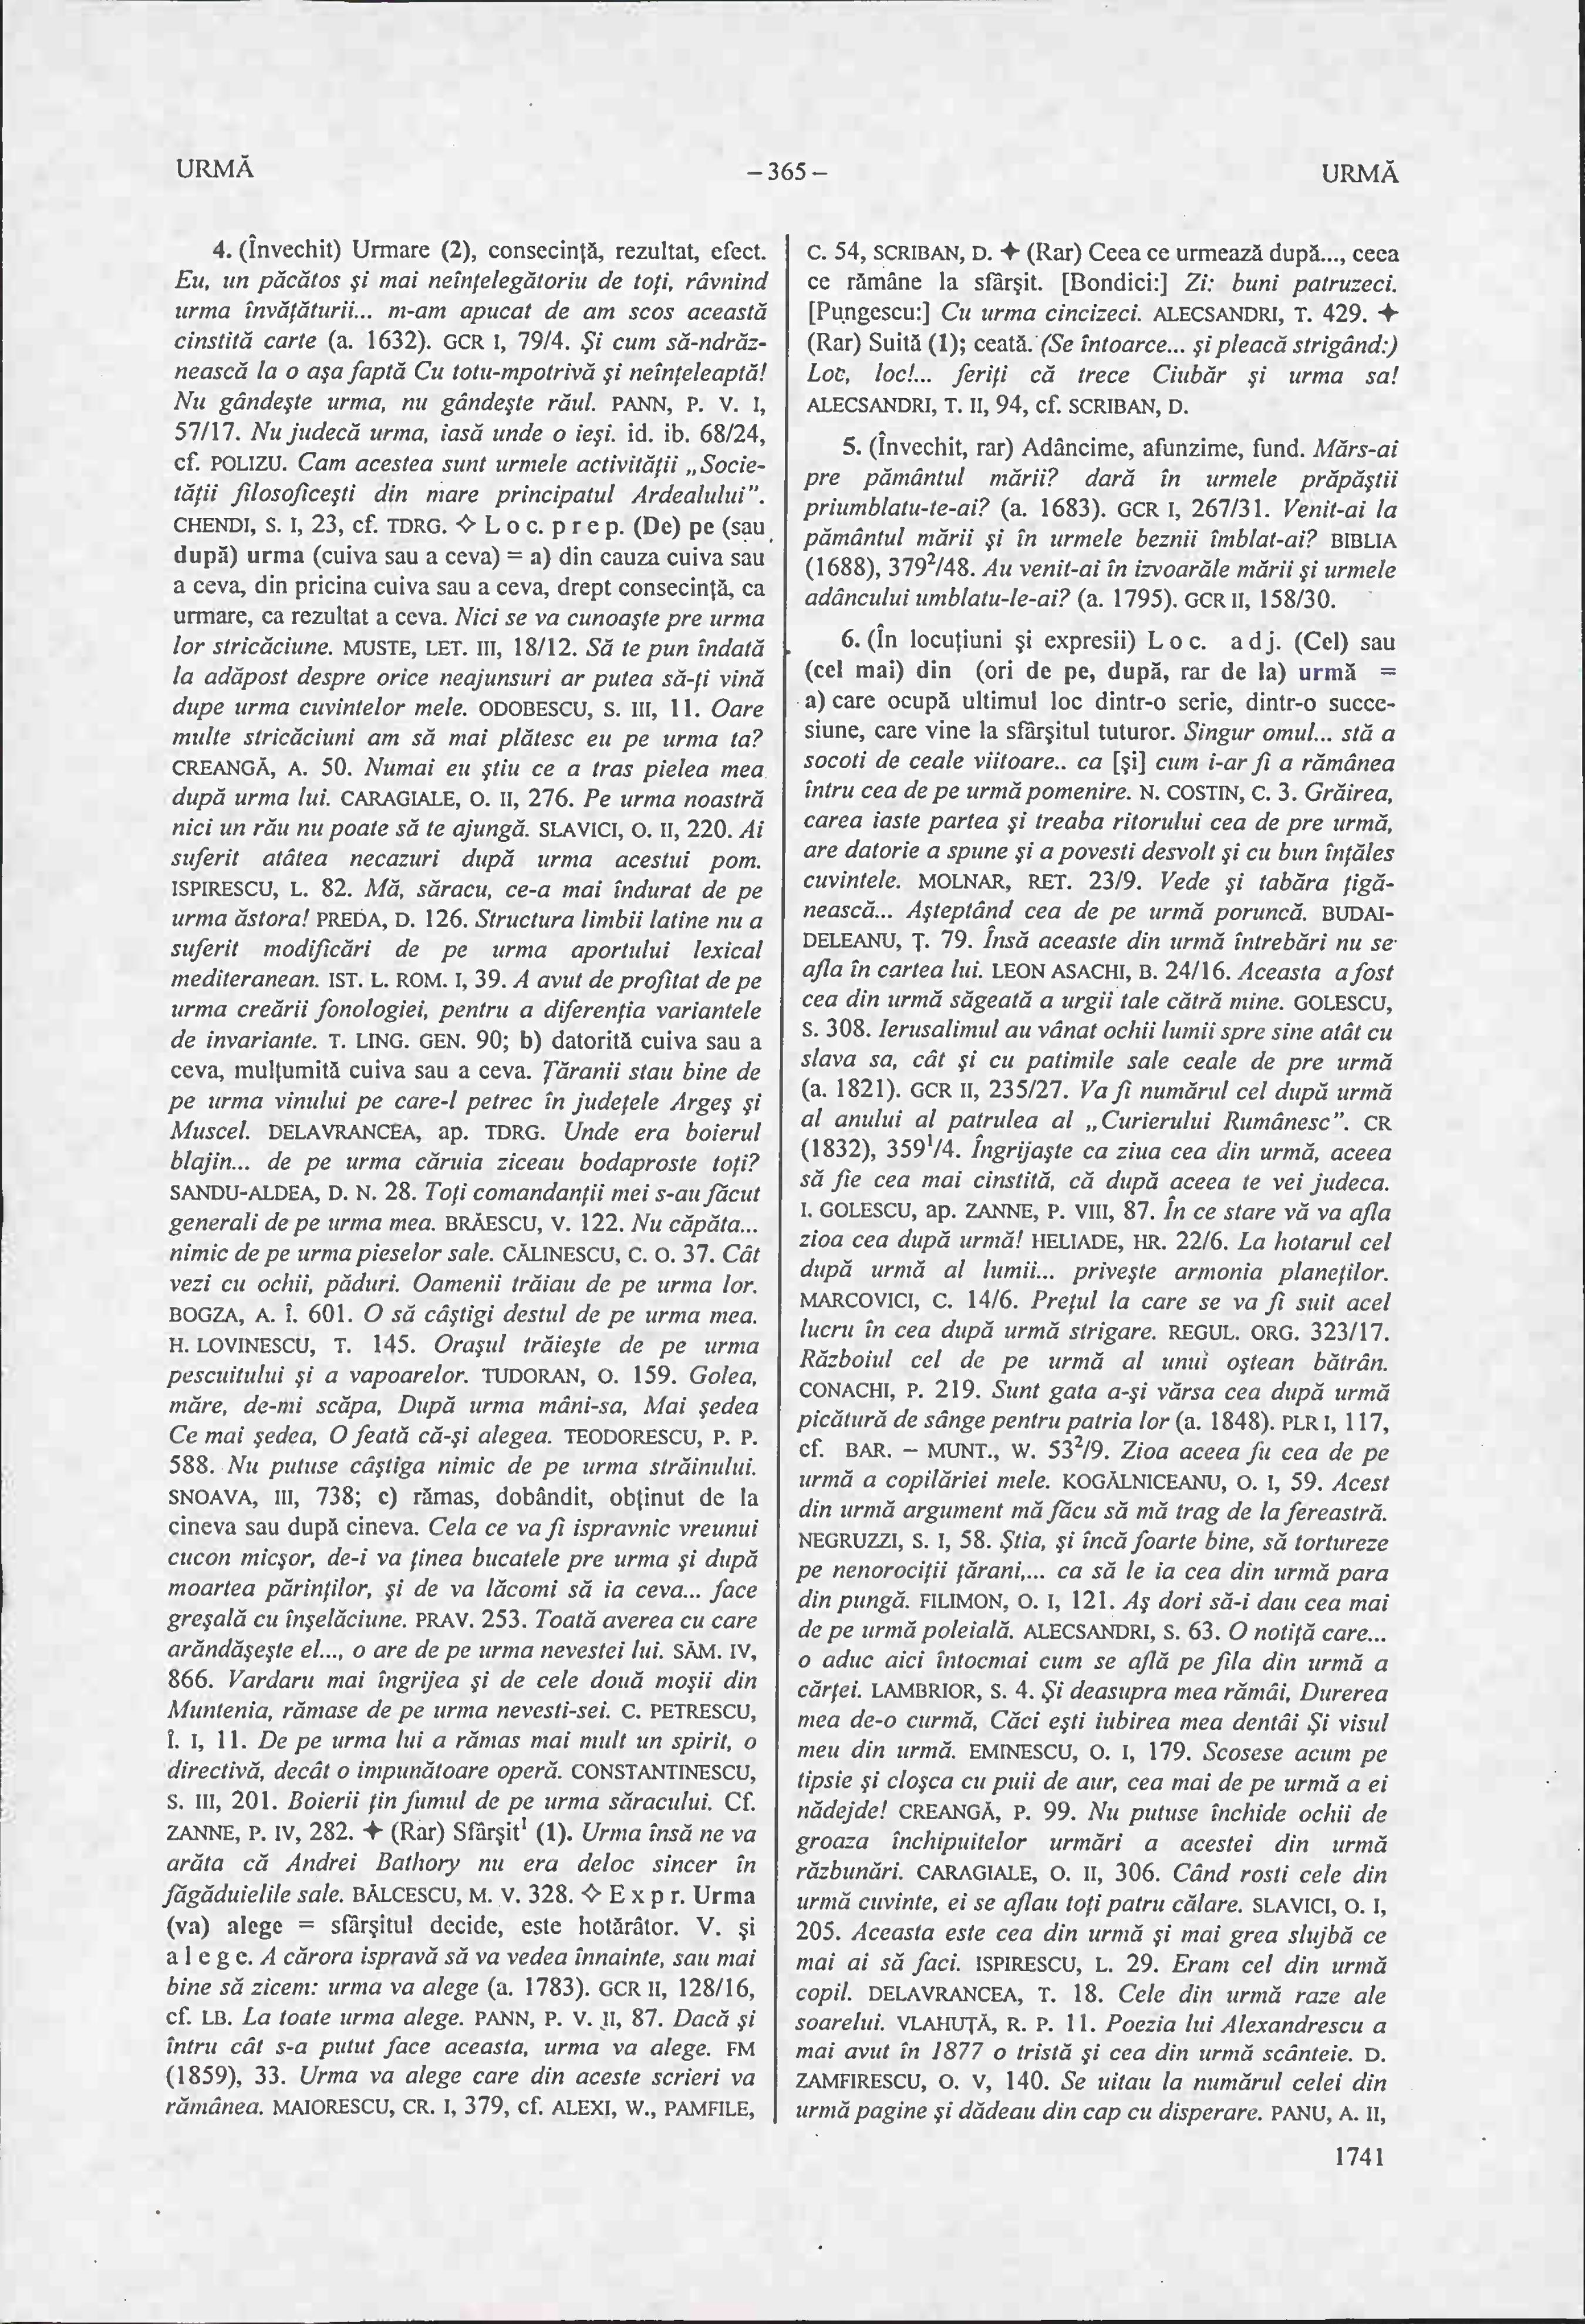 URMĂ
– 365 –
URMĂ
4. (Învechit) Urmare (2), consecinţă, rezultat, efect.
Eu, un păcătos şi mai neînţelegătoriu de toţi, râvnind
urma învăţăturii... m-am apucat de am scos această
cinstită carte (a. 1632). GCR I, 79/4. Şi cum să-ndrăz-
nească la o aşa faptă Cu totu-mpotrivă şi neînţeleaptă!
Nu gândeşte urma, nu gândeşte răul. PANN, P. V. I,
57/17. Nu judecă urma, iasă unde o ieşi. id. ib. 68/24,
cf. POLIZU. Cam acestea sunt urmele activităţii „Socie-
tăţii filosoficeşti din mare principatul Ardealului”.
CHENDI, S. I, 23, cf. TDRG. ◇ L o c. p r e p. (De) pe (sau
după) urma (cuiva sau a ceva) = a) din cauza cuiva sau
a ceva, din pricina cuiva sau a ceva, drept consecinţă, ca
urmare, ca rezultat a ceva. Nici se va cunoaşte pre urma
lor stricăciune. MUSTE, LET. III, 18/12. Să te pun îndată
la adăpost despre orice neajunsuri ar putea să-ţi vină
dupe urma cuvintelor mele. ODOBESCU, S. III, 11. Oare
multe stricăciuni am să mai plătesc eu pe urma ta?
CREANGĂ, A. 50. Numai eu ştiu ce a tras pielea mea
după urma lui. CARAGIALE, O. II, 276. Pe urma noastră
nici un rău nu poate să te ajungă. SLAVICI, O. II, 220. Ai
suferit atâtea necazuri după urma acestui pom.
ISPIRESCU, L. 82. Mă, săracu, ce-a mai îndurat de pe
urma ăstora! PREDA, D. 126. Structura limbii latine nu a
suferit modificări de pe urma aportului lexical
mediteranean. IST. L. ROM. I, 39. A avut de profitat de pe
urma creării fonologiei, pentru a diferenţia variantele
de invariante. T. LING. GEN. 90; b) datorită cuiva sau a
ceva, mulţumită cuiva sau a ceva. Ţăranii stau bine de
pe urma vinului pe care-l petrec în judeţele Argeş şi
Muscel. DELAVRANCEA, ap. TDRG. Unde era boierul
blajin... de pe urma căruia ziceau bodaproste toţi?
SANDU-ALDEA, D. N. 28. Toţi comandanţii mei s-au făcut
generali de pe urma mea. BRĂESCU, V. 122. Nu căpăta...
nimic de pe urma pieselor sale. CĂLINESCU, C. O. 37. Cât
vezi cu ochii, păduri. Oamenii trăiau de pe urma lor.
BOGZA, A. Î. 601. O să câştigi destul de pe urma mea.
H. LOVINESCU, T. 145. Oraşul trăieşte de pe urma
pescuitului şi a vapoarelor. TUDORAN, O. 159. Golea,
măre, de-mi scăpa, După urma mâni-sa, Mai şedea
Ce mai şedea, O feată că-şi alegea. TEODORESCU, P. P.
588. Nu putuse câştiga nimic de pe urma străinului.
SNOAVA, III, 738; c) rămas, dobândit, obţinut de la
cineva sau după cineva. Cela ce va fi ispravnic vreunui
cucon micşor, de-i va ţinea bucatele pre urma şi după
moartea părinţilor, şi de va lăcomi să ia ceva... face
greşală cu înşelăciune. PRAV. 253. Toată averea cu care
arăndăşeşte el..., o are de pe urma nevestei lui. SĂM. IV,
866. Vardaru mai îngrijea şi de cele două moşii din
Muntenia, rămase de pe urma nevesti-sei. C. PETRESCU,
Î. I, 11. De pe urma lui a rămas mai mult un spirit, o
directivă, decât o impunătoare operă. CONSTANTINESCU,
S. III, 201. Boierii ţin fumul de pe urma săracului. Cf.
ZANNE, P. IV, 282. ✦ (Rar) Sfârşit¹ (1). Urma însă ne va
arăta că Andrei Bathory nu era deloc sincer în
făgăduielile sale. BĂLCESCU, M. V. 328. ◇ E x p r. Urma
(va) alege = sfârşitul decide, este hotărâtor. V. şi
a l e g e. A cărora ispravă să va vedea înnainte, sau mai
bine să zicem: urma va alege (a. 1783). GCR II, 128/16,
cf. LB. La toate urma alege. PANN, P. V. II, 87. Dacă şi
întru cât s-a putut face aceasta, urma va alege. FM
(1859), 33. Urma va alege care din aceste scrieri va
rămânea. MAIORESCU, CR. I, 379, cf. ALEXI, W., PAMFILE,
C. 54, SCRIBAN, D. ✦ (Rar) Ceea ce urmează după..., ceea
ce rămâne la sfârşit. [Bondici:] Zi: buni patruzeci.
[Pungescu:] Cu urma cincizeci. ALECSANDRI, T. 429. ✦
(Rar) Suită (1); ceată. (Se întoarce... şi pleacă strigând:)
Loc, loc!... feriţi că trece Ciubăr şi urma sa!
ALECSANDRI, T. II, 94, cf. SCRIBAN, D.
5. (Învechit, rar) Adâncime, afunzime, fund. Mărs-ai
pre pământul mării? dară în urmele prăpăştii
priumblatu-te-ai? (a. 1683). GCR I, 267/31. Venit-ai la
pământul mării şi în urmele beznii îmblat-ai? BIBLIA
(1688), 379²/48. Au venit-ai în izvoarăle mării şi urmele
adâncului umblatu-le-ai? (a. 1795). GCR II, 158/30.
6. (În locuţiuni şi expresii) L o c. a d j. (Cel) sau
(cel mai) din (ori de pe, după, rar de la) urmă =
a) care ocupă ultimul loc dintr-o serie, dintr-o succe-
siune, care vine la sfârşitul tuturor. Singur omul... stă a
socoti de ceale viitoare.. ca [şi] cum i-ar fi a rămânea
întru cea de pe urmă pomenire. N. COSTIN, C. 3. Grăirea,
carea iaste partea şi treaba ritorului cea de pre urmă,
are datorie a spune şi a povesti desvolt şi cu bun înţăles
cuvintele. MOLNAR, RET. 23/9. Vede şi tabăra ţigă-
nească... Aşteptând cea de pe urmă poruncă. BUDAI-
DELEANU, Ţ. 79. Însă aceaste din urmă întrebări nu se
afla în cartea lui. LEON ASACHI, B. 24/16. Aceasta a fost
cea din urmă săgeată a urgii tale cătră mine. GOLESCU,
S. 308. Ierusalimul au vânat ochii lumii spre sine atât cu
slava sa, cât şi cu patimile sale ceale de pre urmă
(a. 1821). GCR II, 235/27. Va fi numărul cel după urmă
al anului al patrulea al „Curierului Rumânesc”. CR
(1832), 359¹/4. Îngrijaşte ca ziua cea din urmă, aceea
să fie cea mai cinstită, că după aceea te vei judeca.
I. GOLESCU, ap. ZANNE, P. VIII, 87. În ce stare vă va afla
zioa cea după urmă! HELIADE, HR. 22/6. La hotarul cel
după urmă al lumii... priveşte armonia planeţilor.
MARCOVICI, C. 14/6. Preţul la care se va fi suit acel
lucru în cea după urmă strigare. REGUL. ORG. 323/17.
Războiul cel de pe urmă al unui oştean bătrân.
CONACHI, P. 219. Sunt gata a-şi vărsa cea după urmă
picătură de sânge pentru patria lor (a. 1848). PLR I, 117,
cf. BAR. – MUNT., W. 53²/9. Zioa aceea fu cea de pe
urmă a copilăriei mele. KOGĂLNICEANU, O. I, 59. Acest
din urmă argument mă făcu să mă trag de la fereastră.
NEGRUZZI, S. I, 58. Ştia, şi încă foarte bine, să tortureze
pe nenorociţii ţărani,... ca să le ia cea din urmă para
din pungă. FILIMON, O. I, 121. Aş dori să-i dau cea mai
de pe urmă poleială. ALECSANDRI, S. 63. O notiţă care...
o aduc aici întocmai cum se află pe fila din urmă a
cărţei. LAMBRIOR, S. 4. Şi deasupra mea rămâi, Durerea
mea de-o curmă, Căci eşti iubirea mea dentâi Şi visul
meu din urmă. EMINESCU, O. I, 179. Scosese acum pe
tipsie şi cloşca cu puii de aur, cea mai de pe urmă a ei
nădejde! CREANGĂ, P. 99. Nu putuse închide ochii de
groaza închipuitelor urmări a acestei din urmă
răzbunări. CARAGIALE, O. II, 306. Când rosti cele din
urmă cuvinte, ei se aflau toţi patru călare. SLAVICI, O. I,
205. Aceasta este cea din urmă şi mai grea slujbă ce
mai ai să faci. ISPIRESCU, L. 29. Eram cel din urmă
copil. DELAVRANCEA, T. 18. Cele din urmă raze ale
soarelui. VLAHUŢĂ, R. P. 11. Poezia lui Alexandrescu a
mai avut în 1877 o tristă şi cea din urmă scânteie. D.
ZAMFIRESCU, O. V, 140. Se uitau la numărul celei din
urmă pagine şi dădeau din cap cu disperare. PANU, A. II,
1741